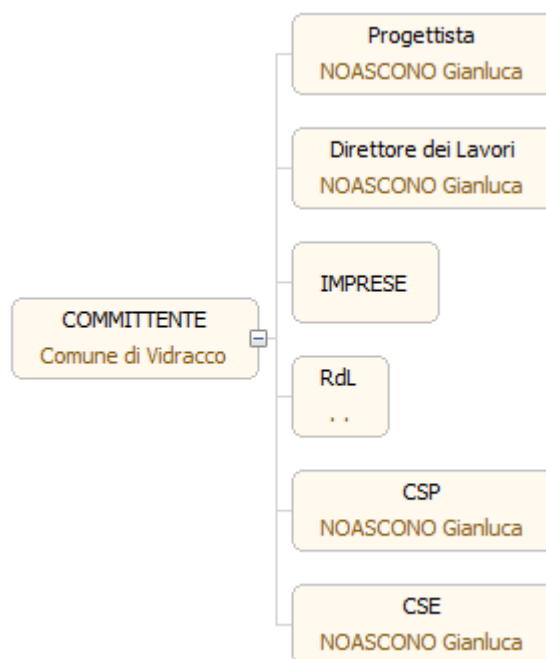 COMMITTENTE
Comune di Vidracco
Progettista
NOASCONO Gianluca
Direttore dei Lavori
NOASCONO Gianluca
IMPRESE
RdL
. .
CSP
NOASCONO Gianluca
CSE
NOASCONO Gianluca